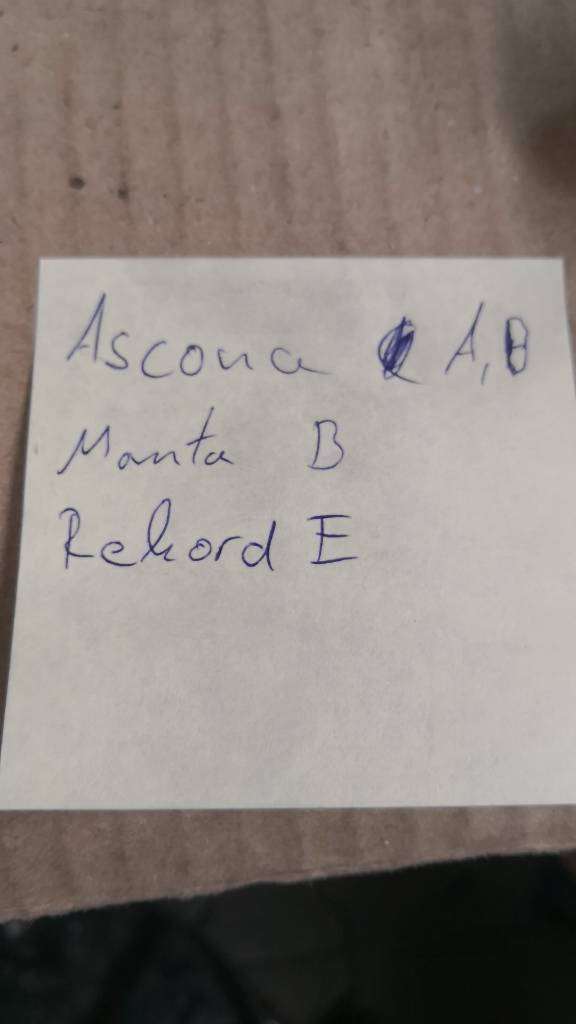 Ascona A, B
Manta B
Rekord E